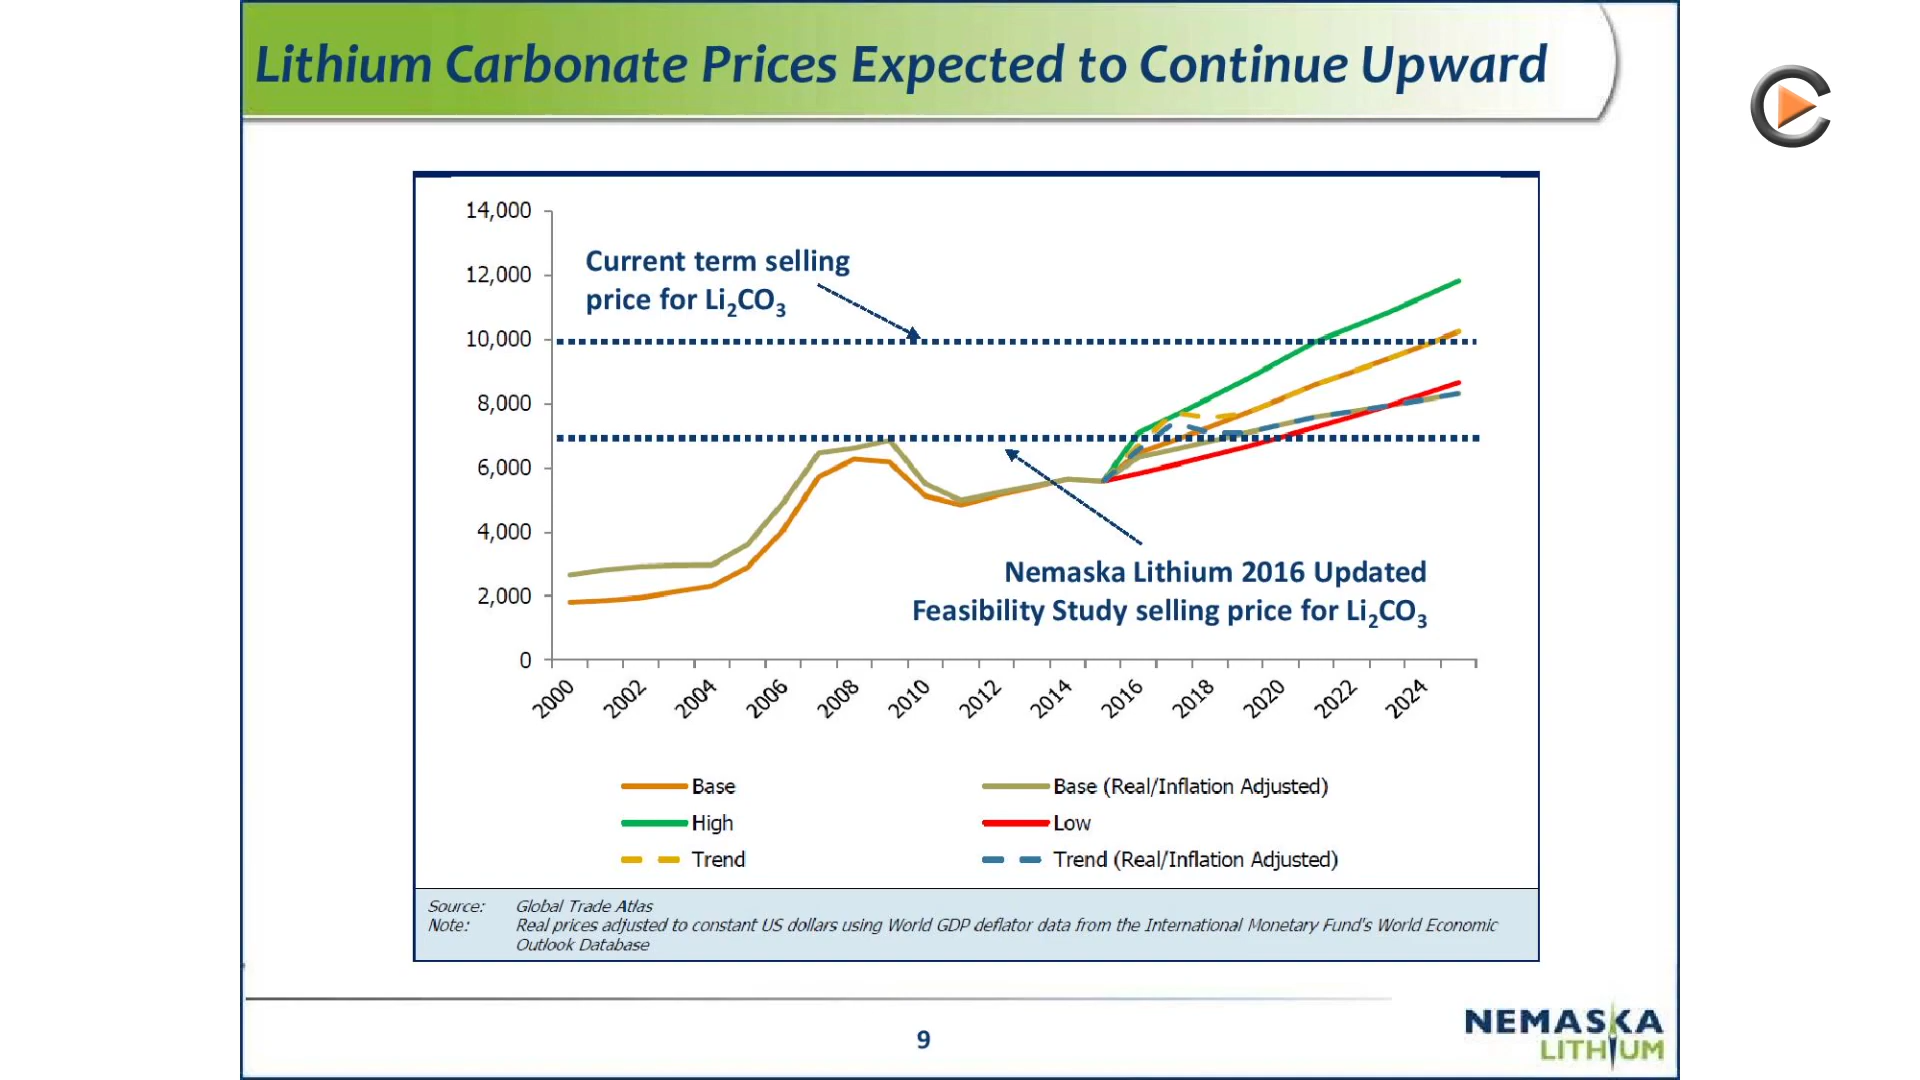 Lithium Carbonate Prices Expected to Continue Upward
14,000
12,000
10,000
8,000
6,000
4,000
2,000
0
Current term selling
price for Li₂CO₃
Nemaska Lithium 2016 Updated
Feasibility Study selling price for Li₂CO₃
2000 2002 2004 2006 2008 2010 2012 2014 2016 2018 2020 2022 2024
Base Base (Real/Inflation Adjusted)
High Low
Trend Trend (Real/Inflation Adjusted)
Source: Global Trade Atlas
Note: Real prices adjusted to constant US dollars using World GDP deflator data from the International Monetary Fund's World Economic
Outlook Database
9
NEMASKA
LITHIUM